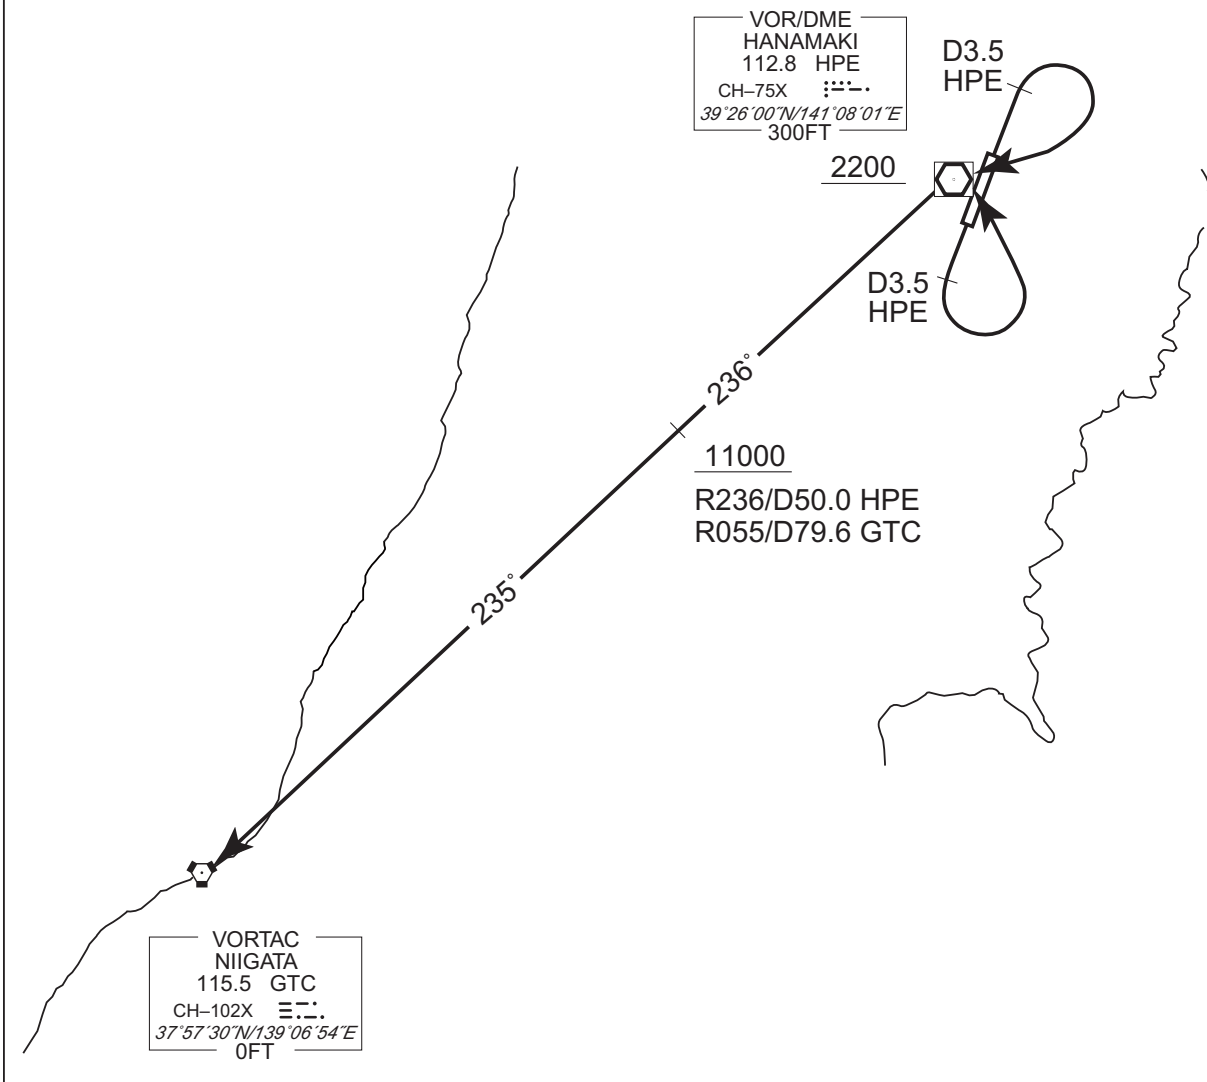 VOR/DME
HANAMAKI
112.8 HPE
CH–75X
39°26´00˝N/141°08´01˝E
300FT
D3.5
HPE
2200
D3.5
HPE
236°
11000
R236/D50.0 HPE
R055/D79.6 GTC
235°
VORTAC
NIIGATA
115.5 GTC
CH–102X
37°57´30˝N/139°06´54˝E
0FT